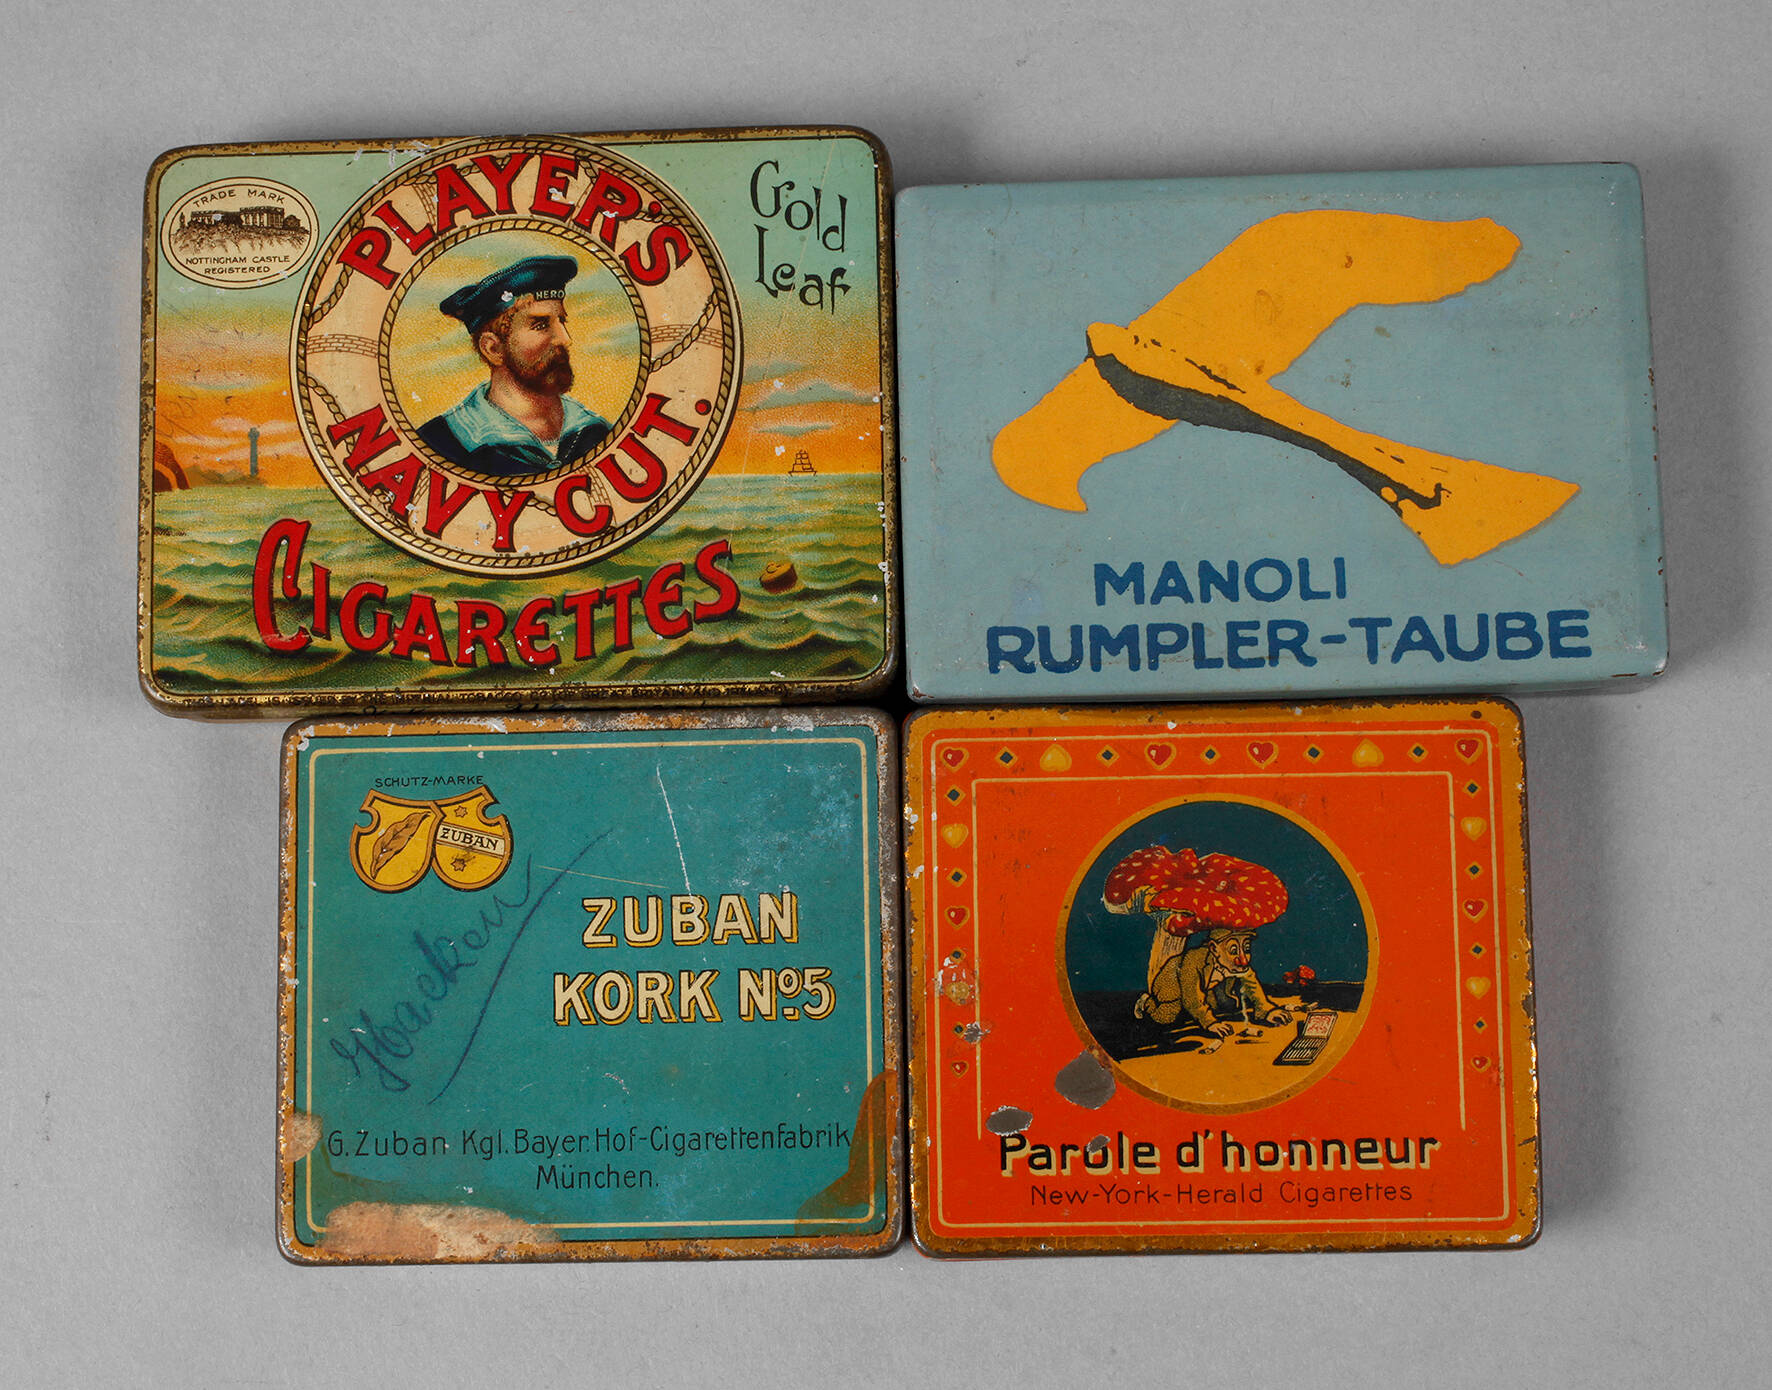 TRADE MARK
NOTTINGHAM CASTLE
REGISTERED
PLAYER'S
NAVY CUT.
HERO
Gold
Leaf
CIGARETTES
MANOLI
RUMPLER-TAUBE
SCHUTZ-MARKE
ZUBAN
ZUBAN
KORK No5
Hacken
G. Zuban Kgl. Bayer. Hof-Cigarettenfabrik
München.
Parole d'honneur
New-York-Herald Cigarettes